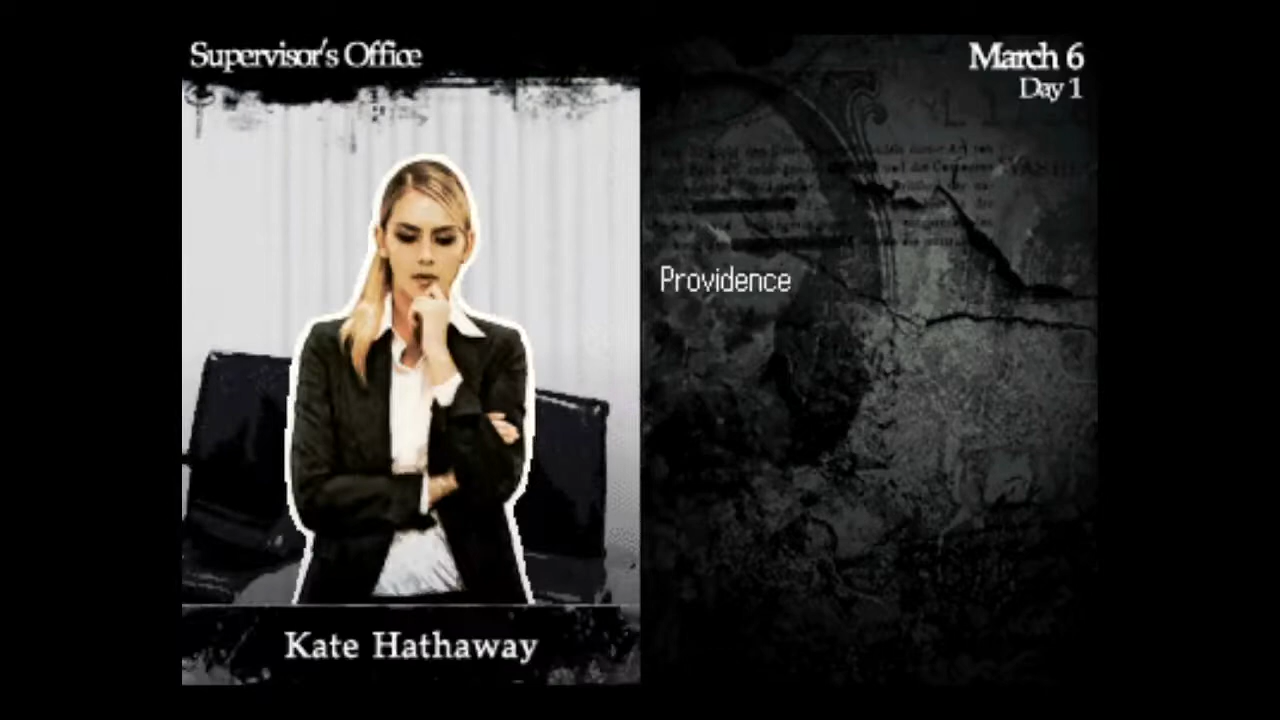 Supervisor's Office
March 6
Day 1
Providence
Kate Hathaway